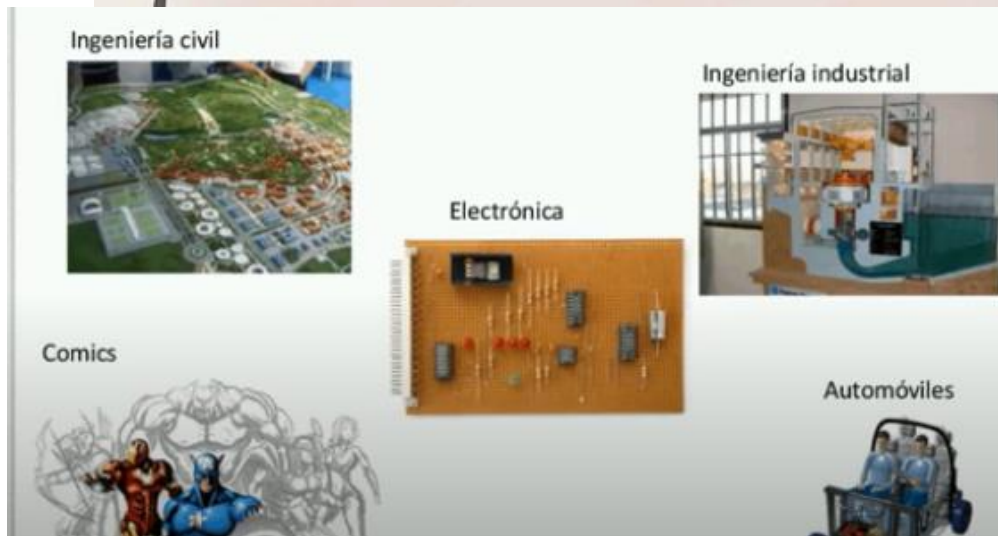 Ingeniería civil
Ingeniería industrial
Electrónica
Comics
Automóviles